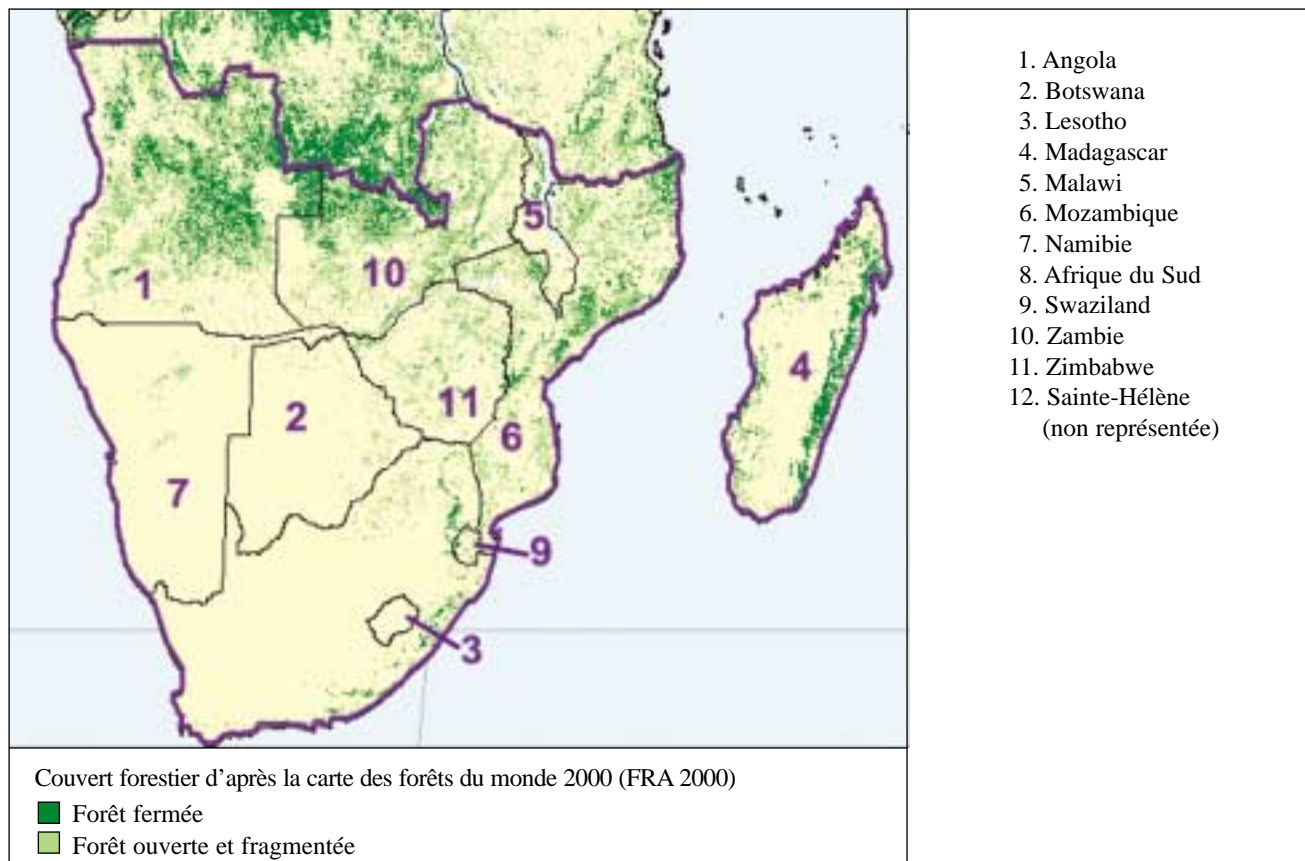 1
2
3
4
5
6
7
9
10
11
1. Angola
2. Botswana
3. Lesotho
4. Madagascar
5. Malawi
6. Mozambique
7. Namibie
8. Afrique du Sud
9. Swaziland
10. Zambie
11. Zimbabwe
12. Sainte-Hélène
(non représentée)
Couvert forestier d'après la carte des forêts du monde 2000 (FRA 2000)
Forêt fermée
Forêt ouverte et fragmentée